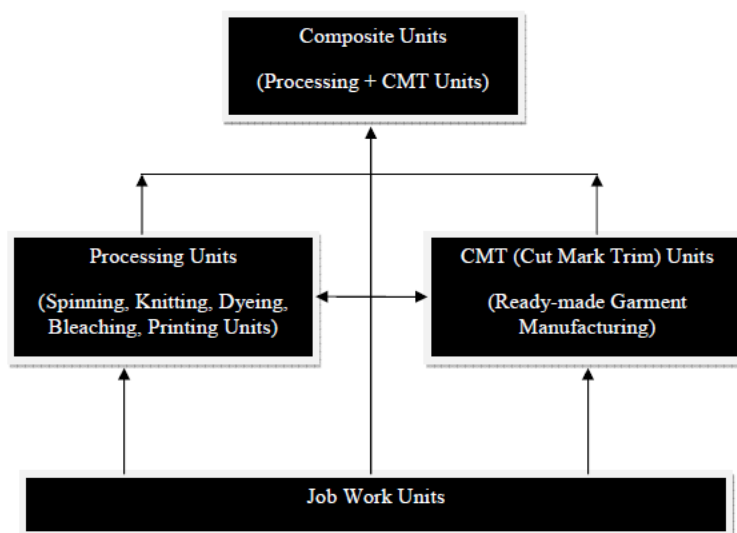 Composite Units
(Processing + CMT Units)
Processing Units
(Spinning, Knitting, Dyeing,
Bleaching, Printing Units)
CMT (Cut Mark Trim) Units
(Ready-made Garment
Manufacturing)
Job Work Units